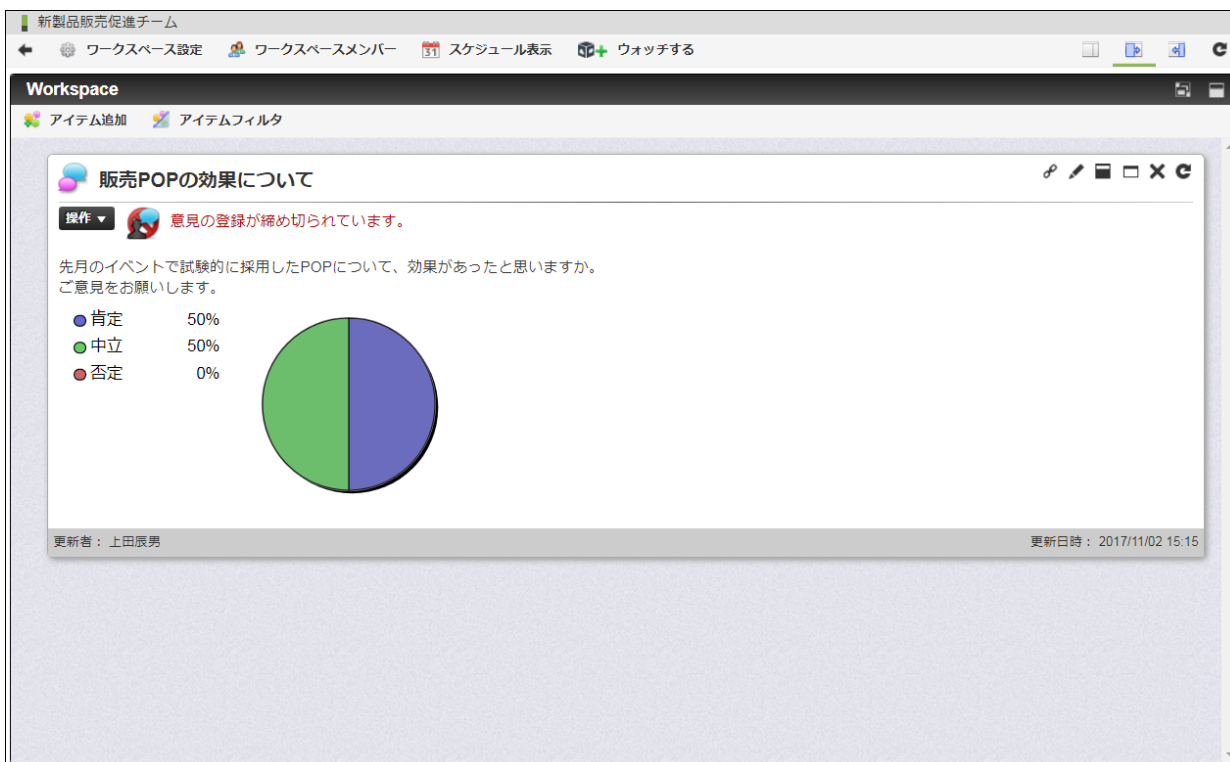 新製品販売促進チーム
ワークスペース設定 ワークスペースメンバー 31 スケジュール表示 ウォッチする
Workspace
アイテム追加 アイテムフィルタ
販売POPの効果について
操作 ▼ 意見の登録が締め切られています。
先月のイベントで試験的に採用したPOPについて、効果があったと思いますか。
ご意見をお願いします。
肯定 50%
中立 50%
否定 0%
更新者： 上田辰男 更新日時： 2017/11/02 15:15